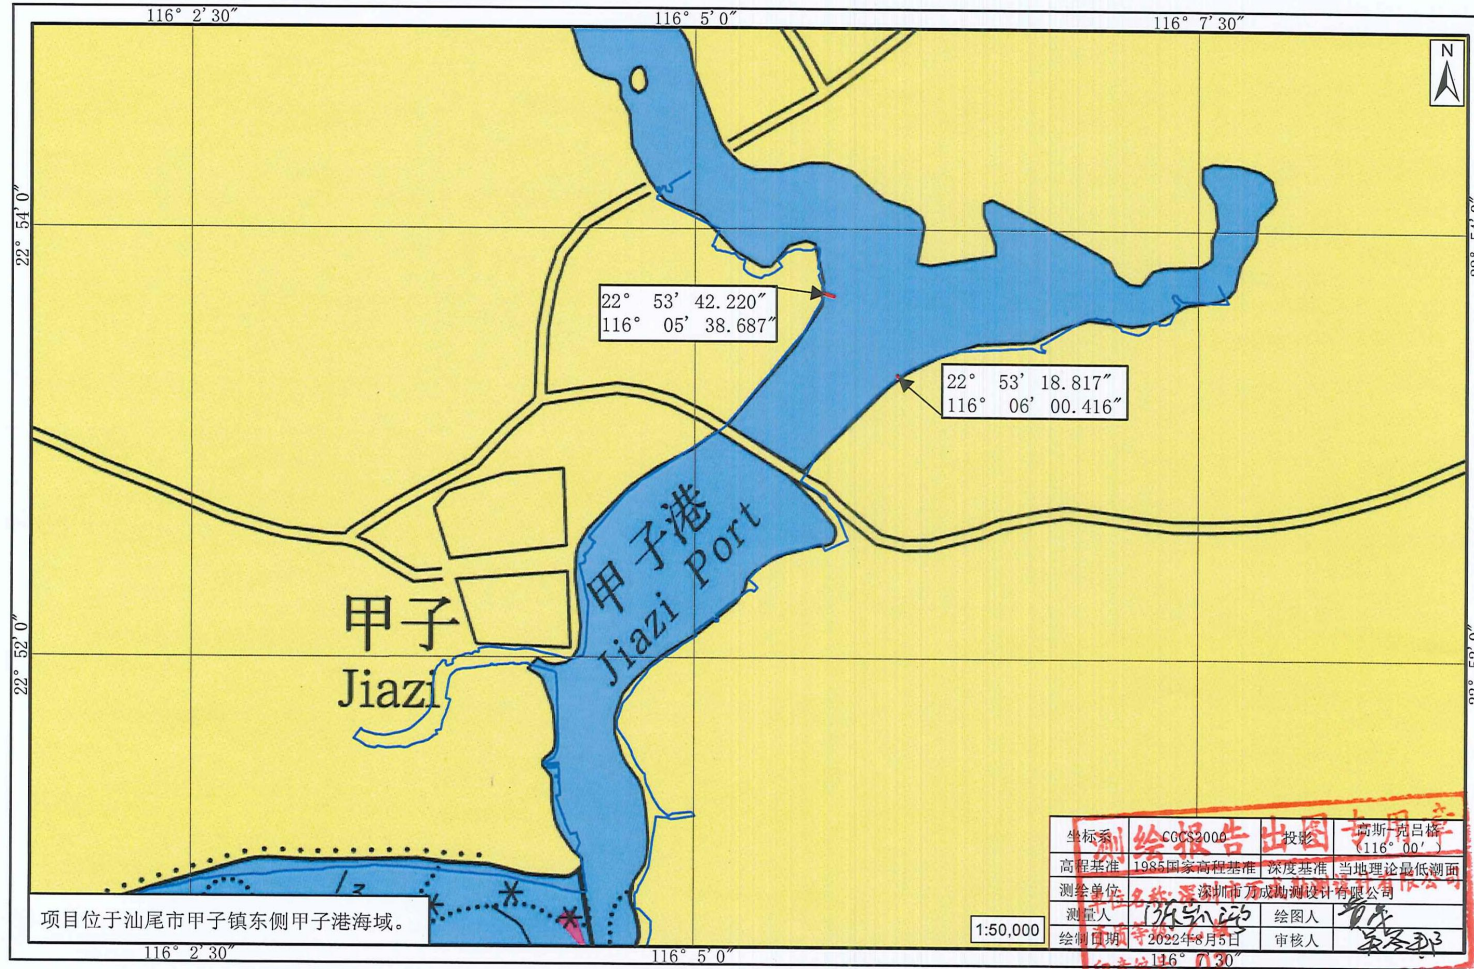 116° 2′30″
116° 5′0″
116° 7′30″
N
22° 54′0″
22° 53′ 42.220″
116° 05′ 38.687″
22° 53′ 18.817″
116° 06′ 00.416″
甲子港
Jiazi Port
甲子
Jiazi
22° 52′0″
13
项目位于汕尾市甲子镇东侧甲子港海域。
1:50,000
测绘报告出图专用章
坐标系 CGCS2000 投影 高斯-克吕格 (116° 00′)
高程基准 1985国家高程基准 深度基准 当地理论最低潮面
测绘单位 深圳市万成勘测设计有限公司
测量人 绘图人
绘制日期 2022年8月5日 审核人
116° 2′30″
116° 5′0″
116° 7′30″